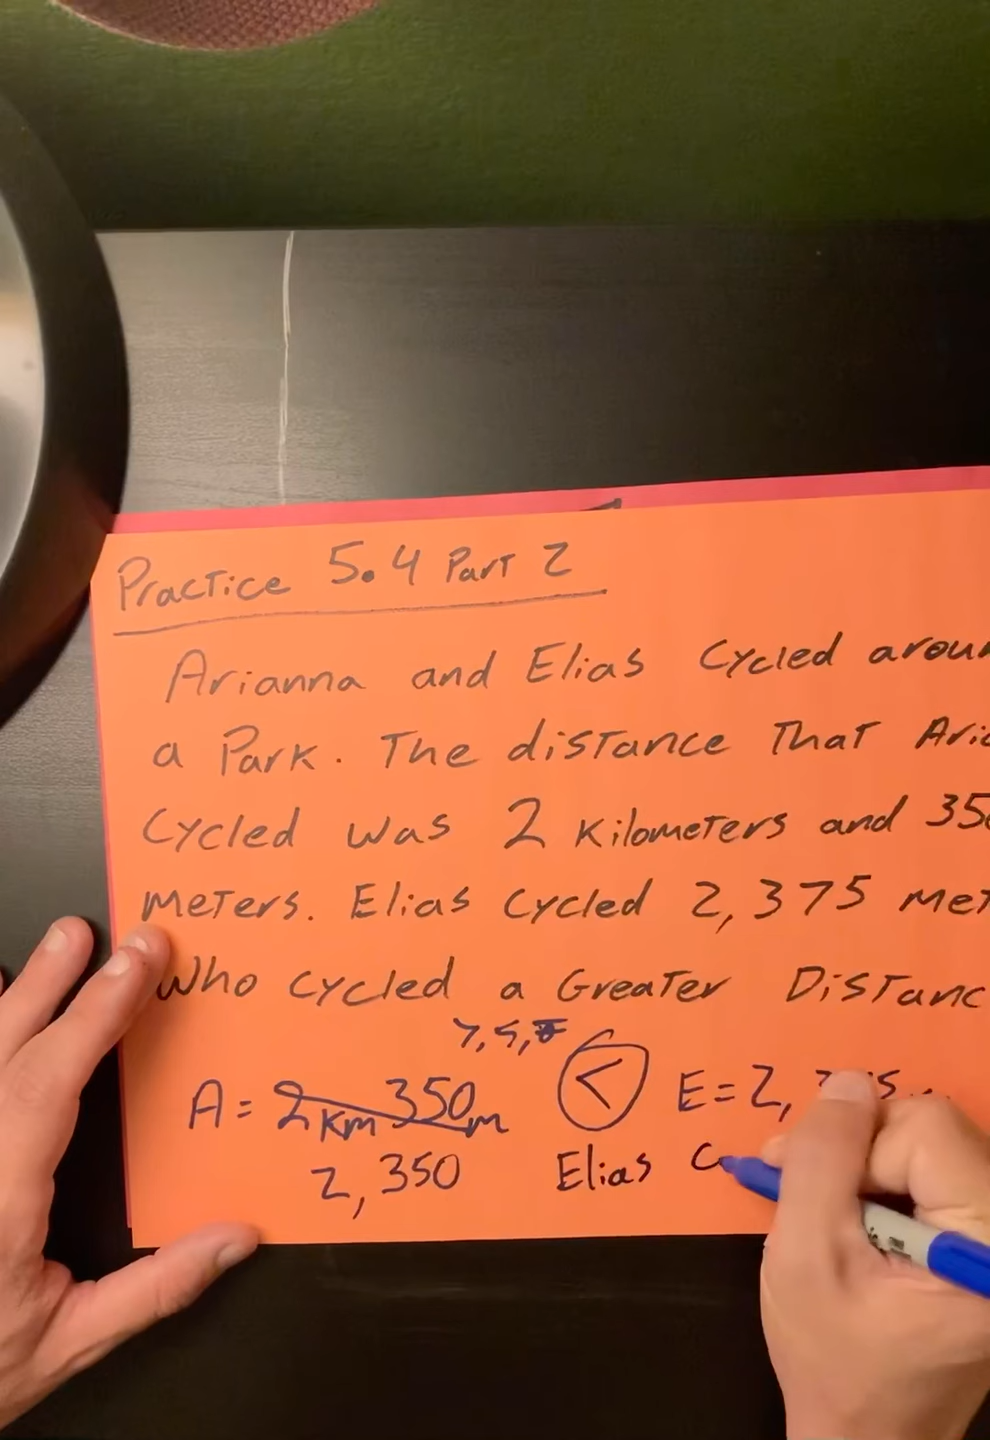 Practice 5.4 Part 2
Arianna and Elias Cycled
a Park. The distance That
Cycled was 2 Kilometers and
meters. Elias Cycled 2,375
Who Cycled a Greater
>, <, =
A = 2 Km 350 m < E = 2,
2,350 Elias